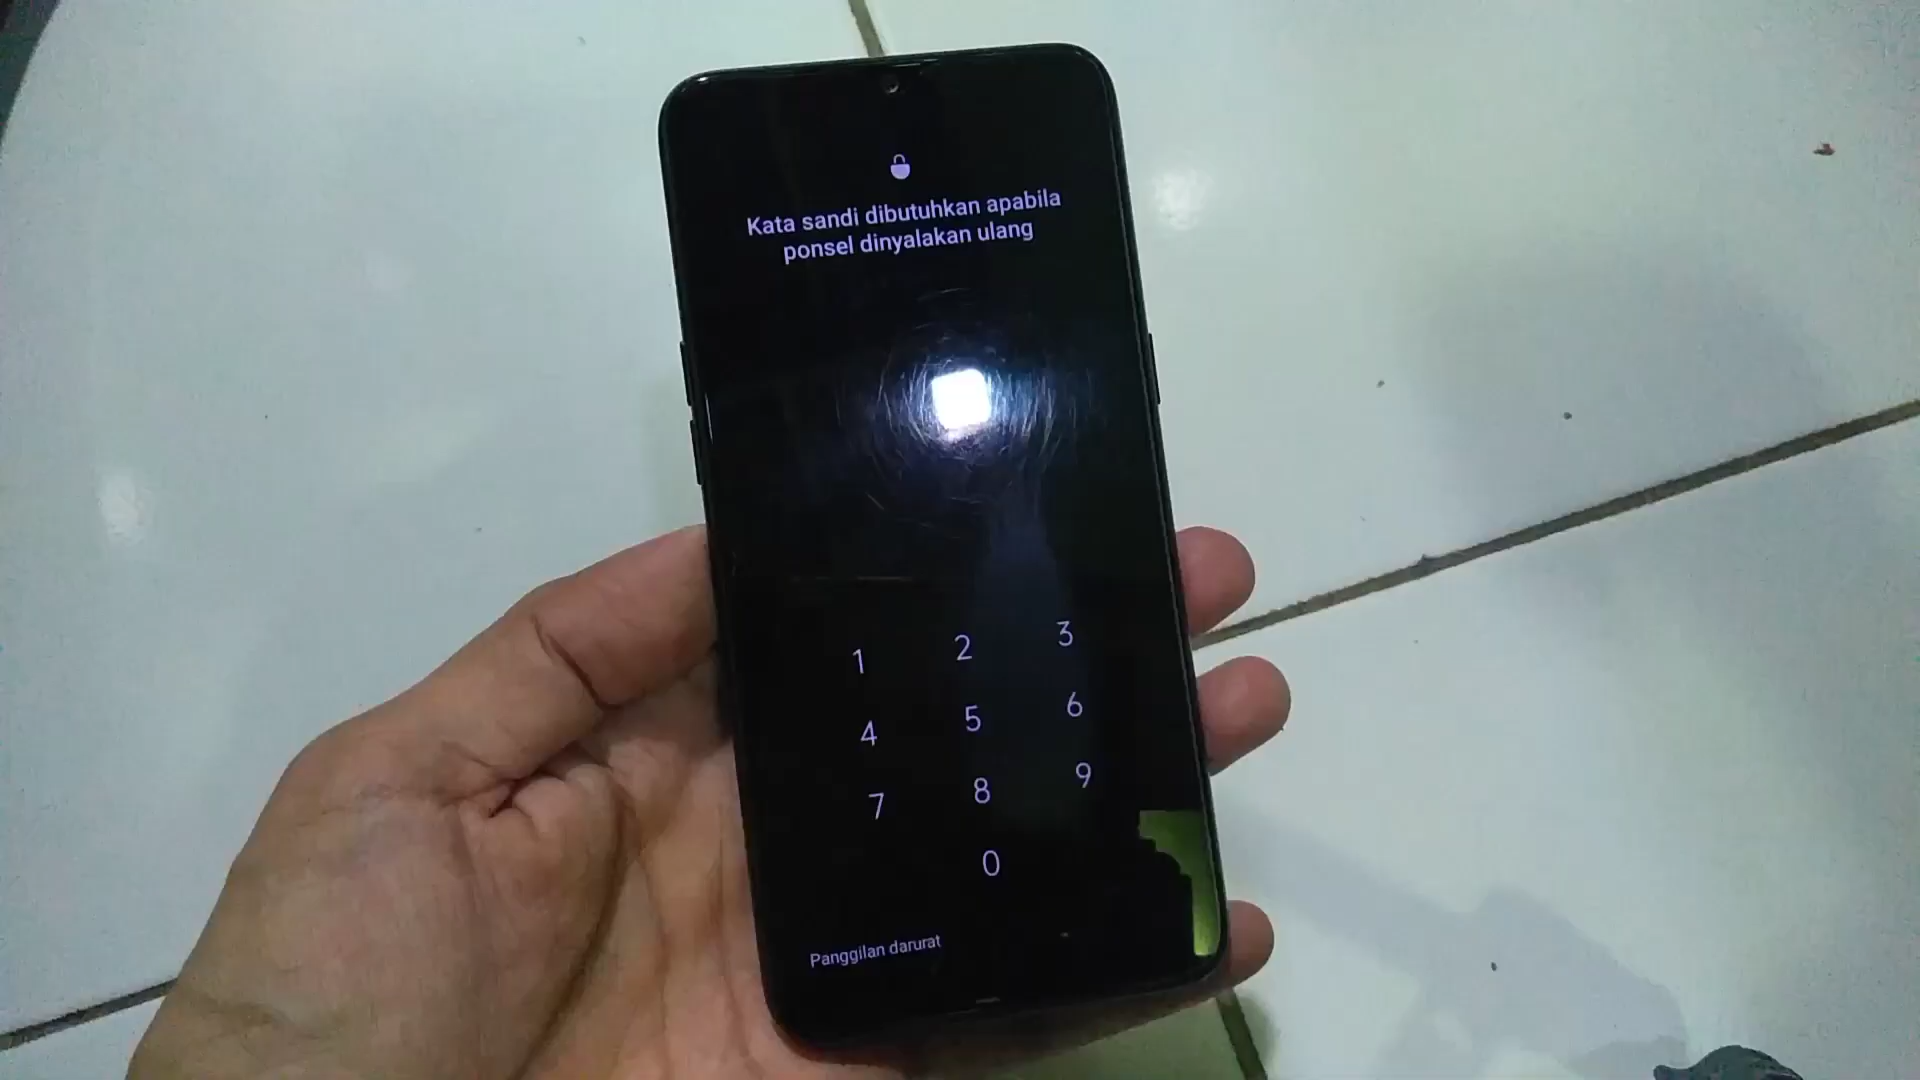 Kata sandi dibutuhkan apabila
ponsel dinyalakan ulang
1 2 3
4 5 6
7 8 9
0
Panggilan darurat